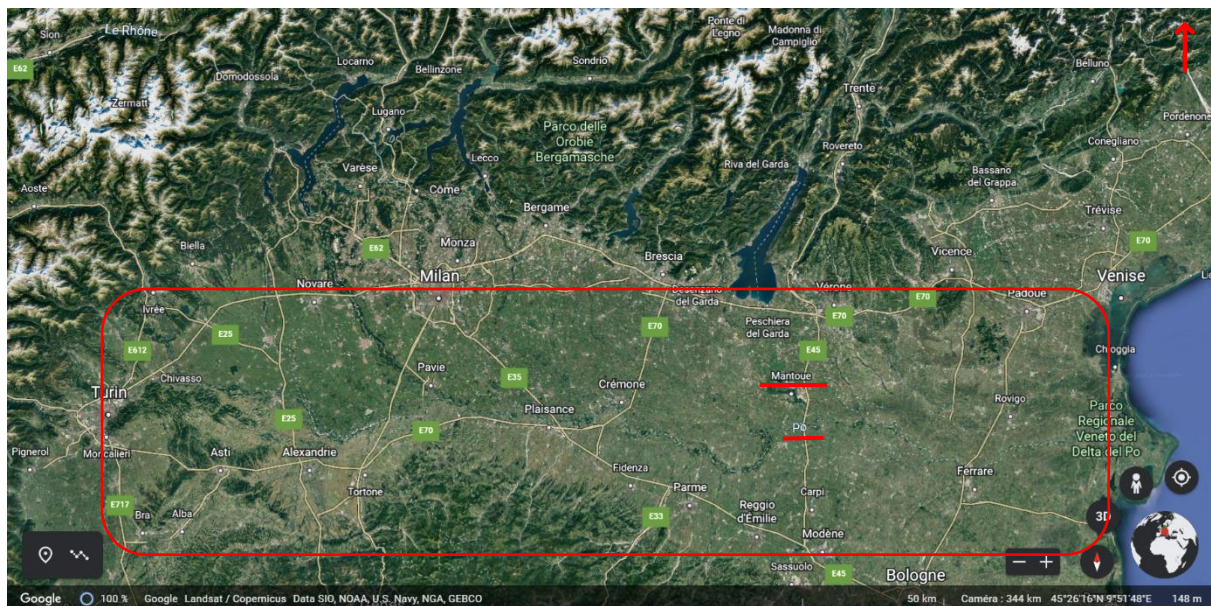 Sion
Le Rhône
E62
Zermatt
Domodossola
Locarno
Bellinzone
Sondrio
Ponte di
Legno
Madonna di
Campiglio
Trente
Belluno
Pordenone
Lugano
Parco delle
Orobie
Bergamasche
Riva del Garda
Rovereto
Conegliano
Aoste
Varèse
Lecco
Côme
Bassano
del Grappa
Bergame
Trévise
Biella
E62
Monza
Brescia
Vicence
E70
Milan
Venise
Novare
Desenzano
del Garda
Vérone
Padoue
E70
Ivrée
E25
E70
Peschiera
del Garda
E70
E612
E45
Chioggia
Chivasso
Pavie
E35
Crémone
Mantoue
Turin
Rovigo
E25
Plaisance
Parco
Regionale
Veneto del
Delta del Po
E70
Pô
Pignerol
Moncalieri
Asti
Alexandrie
Fidenza
Ferrare
Tortone
Parme
Carpi
E717
Bra
Alba
E33
Reggio
d'Émilie
3D
Modène
Sassuolo
E45
Bologne
Google
100 %
Google Landsat / Copernicus Data SIO, NOAA, U.S. Navy, NGA, GEBCO
50 km
Caméra : 344 km
45°26'16"N 9°51'48"E
148 m